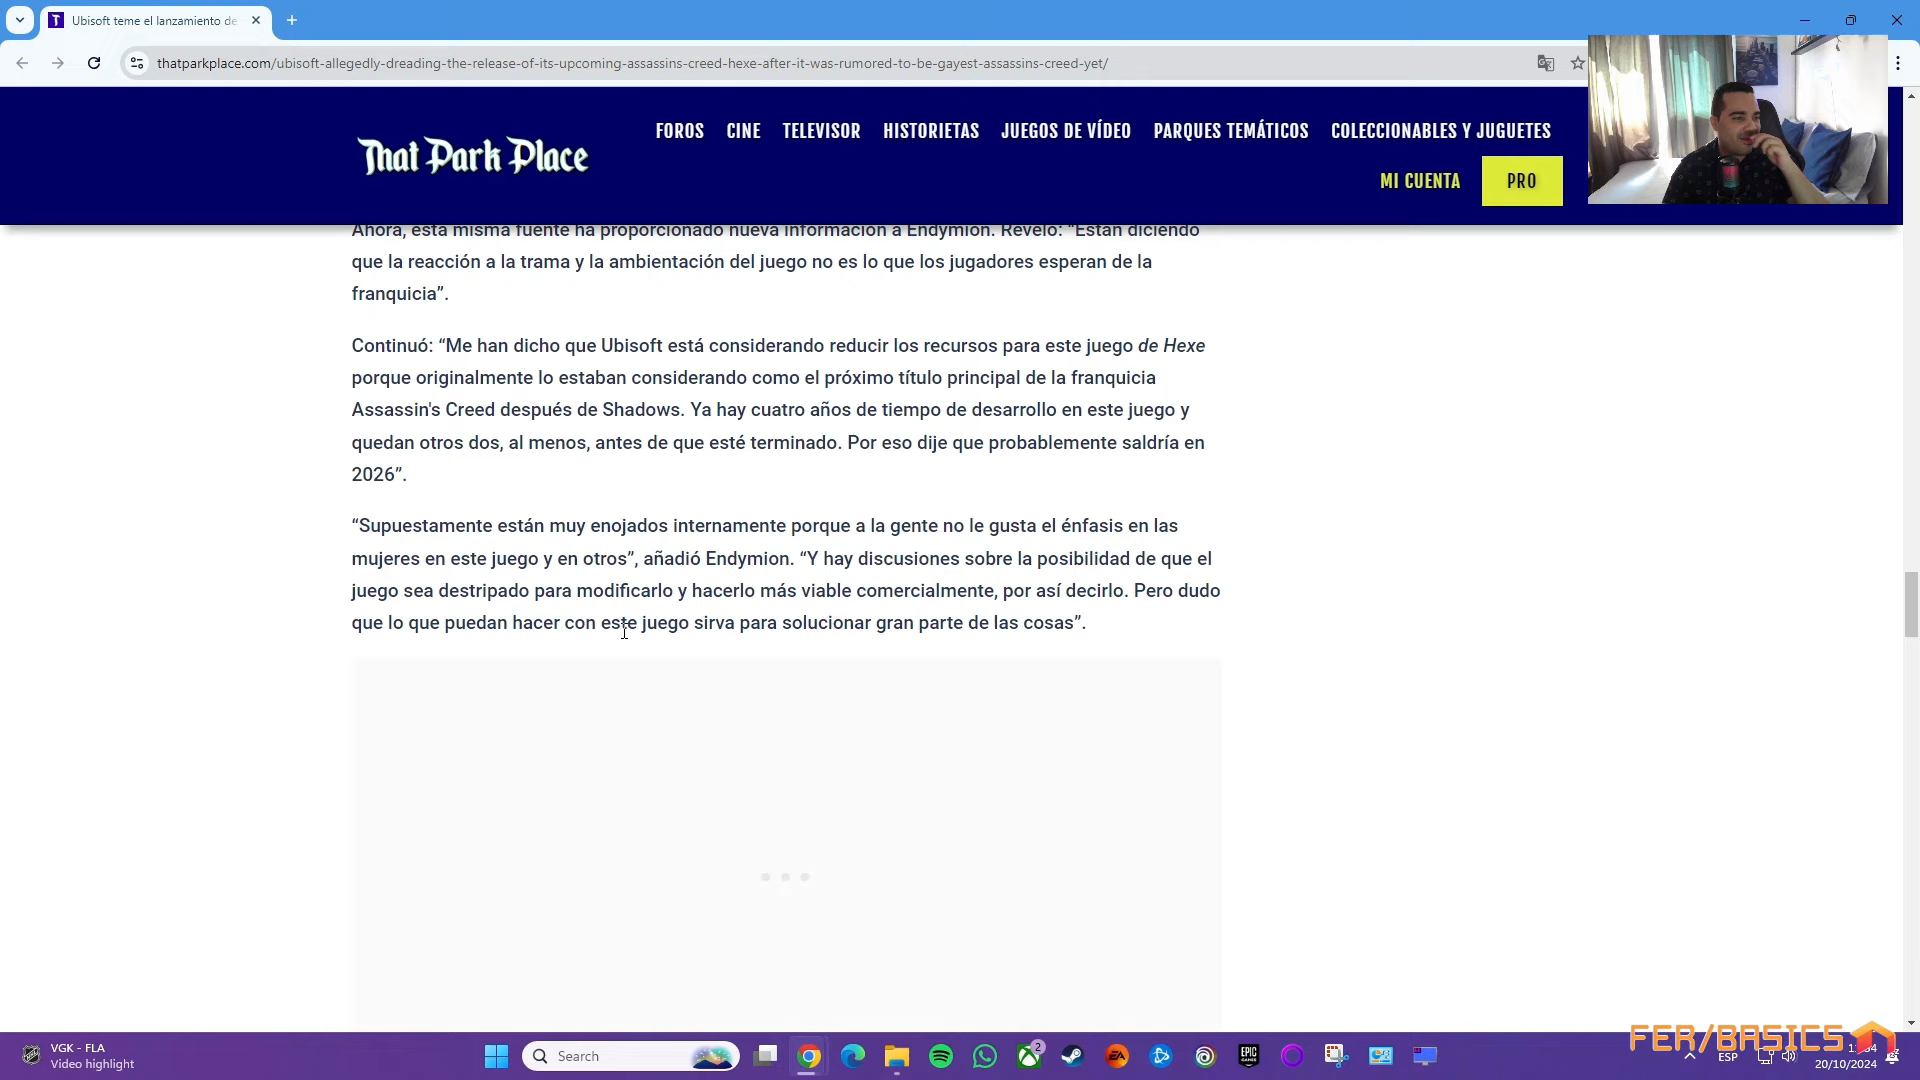 Ubisoft teme el lanzamiento de
thatparkplace.com/ubisoft-allegedly-dreading-the-release-of-its-upcoming-assassins-creed-hexe-after-it-was-rumored-to-be-gayest-assassins-creed-yet/
That Park Place
FOROS CINE TELEVISOR HISTORIETAS JUEGOS DE VÍDEO PARQUES TEMÁTICOS COLECCIONABLES Y JUGUETES
MI CUENTA PRO
Ahora, esta misma fuente ha proporcionado nueva información a Endymion. Reveló: “Están diciendo
que la reacción a la trama y la ambientación del juego no es lo que los jugadores esperan de la
franquicia”.
Continuó: “Me han dicho que Ubisoft está considerando reducir los recursos para este juego de Hexe
porque originalmente lo estaban considerando como el próximo título principal de la franquicia
Assassin's Creed después de Shadows. Ya hay cuatro años de tiempo de desarrollo en este juego y
quedan otros dos, al menos, antes de que esté terminado. Por eso dije que probablemente saldría en
2026”.
“Supuestamente están muy enojados internamente porque a la gente no le gusta el énfasis en las
mujeres en este juego y en otros”, añadió Endymion. “Y hay discusiones sobre la posibilidad de que el
juego sea destripado para modificarlo y hacerlo más viable comercialmente, por así decirlo. Pero dudo
que lo que puedan hacer con este juego sirva para solucionar gran parte de las cosas”.
FER/BASICS
VGK - FLA
Video highlight
Search
2
EA
EPIC GAMES
ESP
20/10/2024